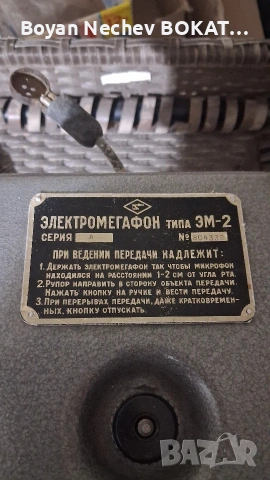 Boyan Nechev BOKAT...
ЭЛЕКТРОМЕГАФОН ТИПА ЭМ-2
СЕРИЯ А №
ПРИ ВЕДЕНИИ ПЕРЕДАЧИ НАДЛЕЖИТ:
1. ДЕРЖАТЬ ЭЛЕКТРОМЕГАФОН ТАК ЧТОБЫ МИКРОФОН
НАХОДИЛСЯ НА РАССТОЯНИИ 1-2 СМ ОТ УГЛА РТА.
2. РУПОР НАПРАВИТЬ В СТОРОНУ ОБЪЕКТА ПЕРЕДАЧИ.
НАЖАТЬ КНОПКУ НА РУЧКЕ И ВЕСТИ ПЕРЕДАЧУ.
3. ПРИ ПЕРЕРЫВАХ ПЕРЕДАЧИ, ДАЖЕ КРАТКОВРЕМЕН-
НЫХ, КНОПКУ ОТПУСКАТЬ.
BAZAR